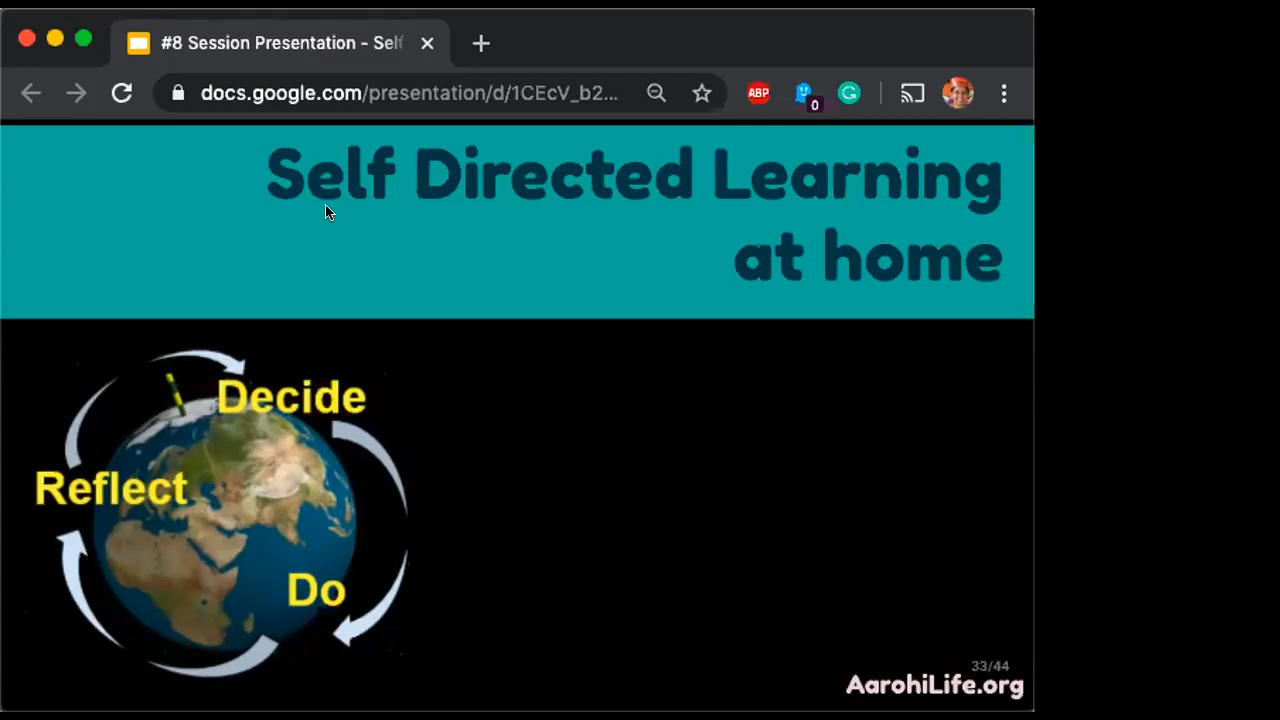 #8 Session Presentation - Self
docs.google.com/presentation/d/1CEcV_b2...
ABP
0
G
Self Directed Learning
at home
Decide
Reflect
Do
33/44
AarohiLife.org